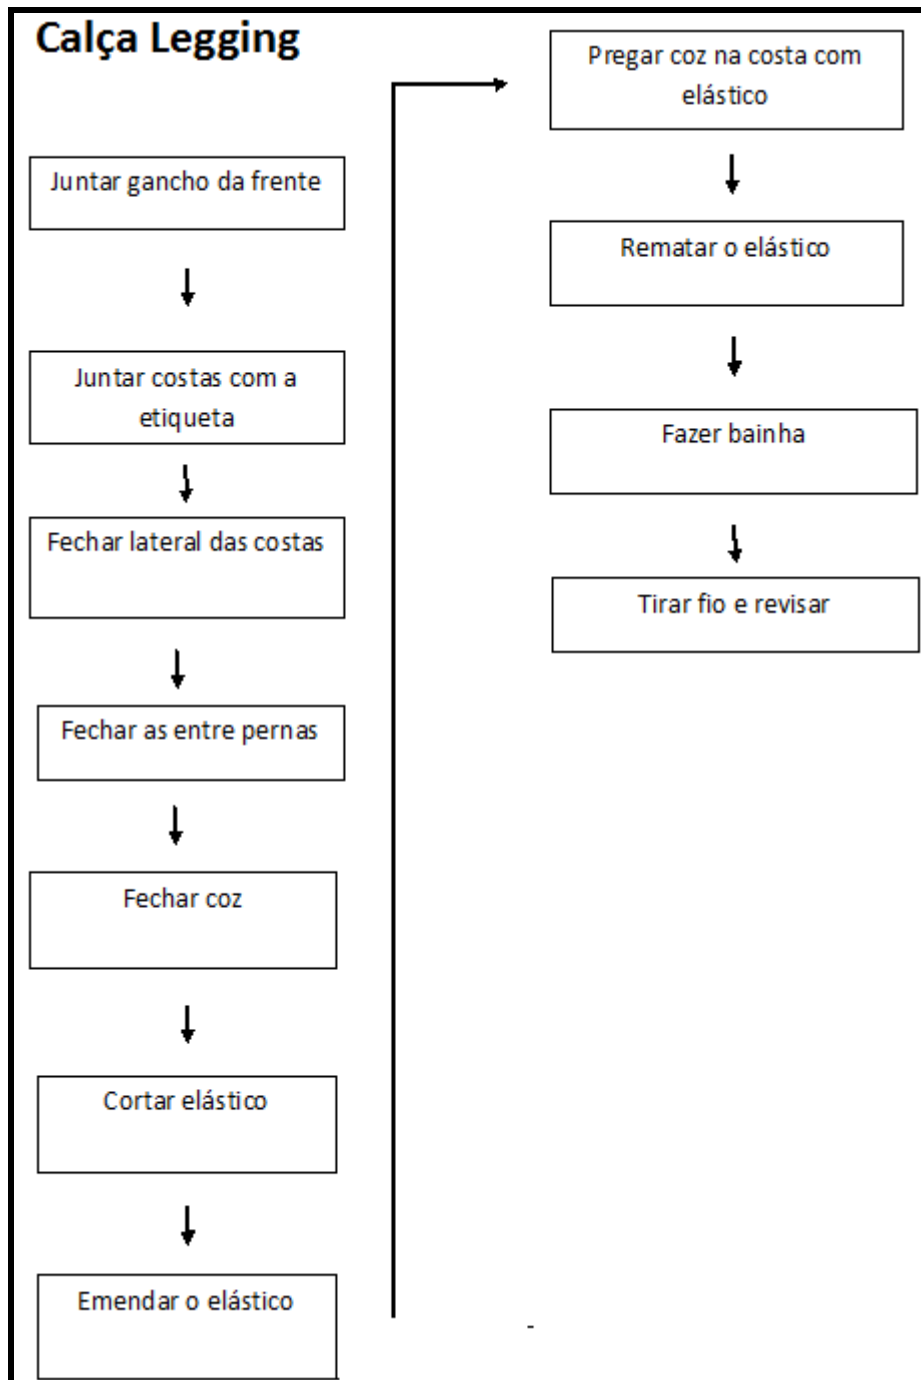 Calça Legging
Juntar gancho da frente
Juntar costas com a
etiqueta
Fechar lateral das costas
Fechar as entre pernas
Fechar coz
Cortar elástico
Emendar o elástico
Pregar coz na costa com
elástico
Rematar o elástico
Fazer bainha
Tirar fio e revisar
-